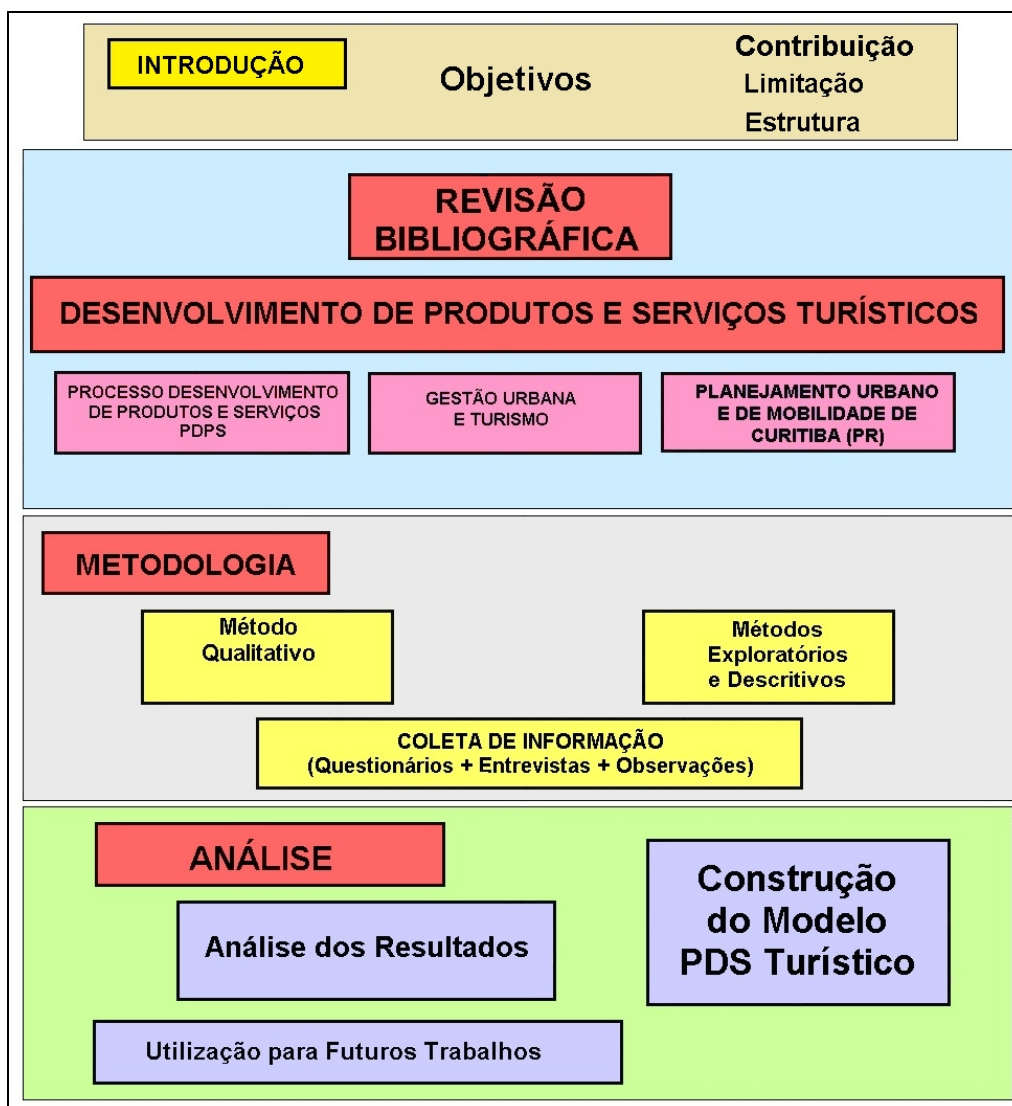 INTRODUÇÃO
Objetivos
Contribuição
Limitação
Estrutura
REVISÃO
BIBLIOGRÁFICA
DESENVOLVIMENTO DE PRODUTOS E SERVIÇOS TURÍSTICOS
PROCESSO DESENVOLVIMENTO
DE PRODUTOS E SERVIÇOS
PDPS
GESTÃO URBANA
E TURISMO
PLANEJAMENTO URBANO
E DE MOBILIDADE DE
CURITIBA (PR)
METODOLOGIA
Método
Qualitativo
Métodos
Exploratórios
e Descritivos
COLETA DE INFORMAÇÃO
(Questionários + Entrevistas + Observações)
ANÁLISE
Análise dos Resultados
Construção
do Modelo
PDS Turístico
Utilização para Futuros Trabalhos